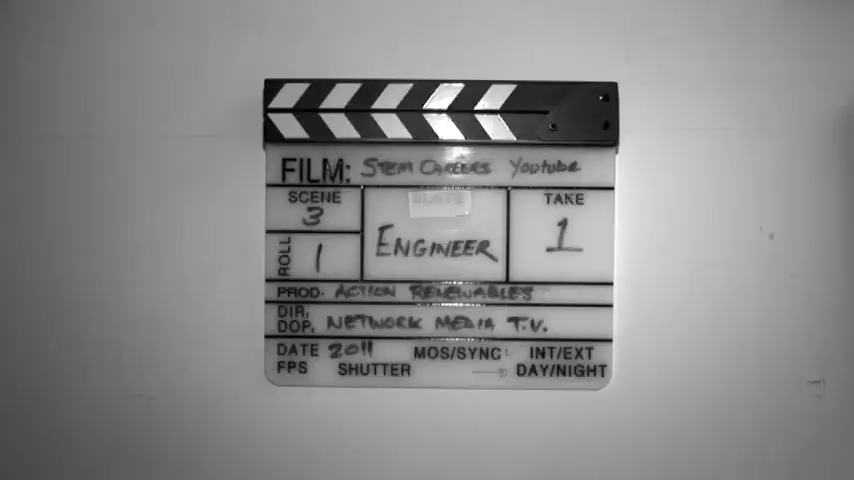 FILM: STEM CAREERS YouTube
SCENE 3
ROLL 1
SLATE
ENGINEER
TAKE
1
PROD. ACTION RENEWABLES
DIR. DOP. NETWORK MEDIA T.V.
DATE 2011 MOS/SYNC INT/EXT
FPS SHUTTER DAY/NIGHT